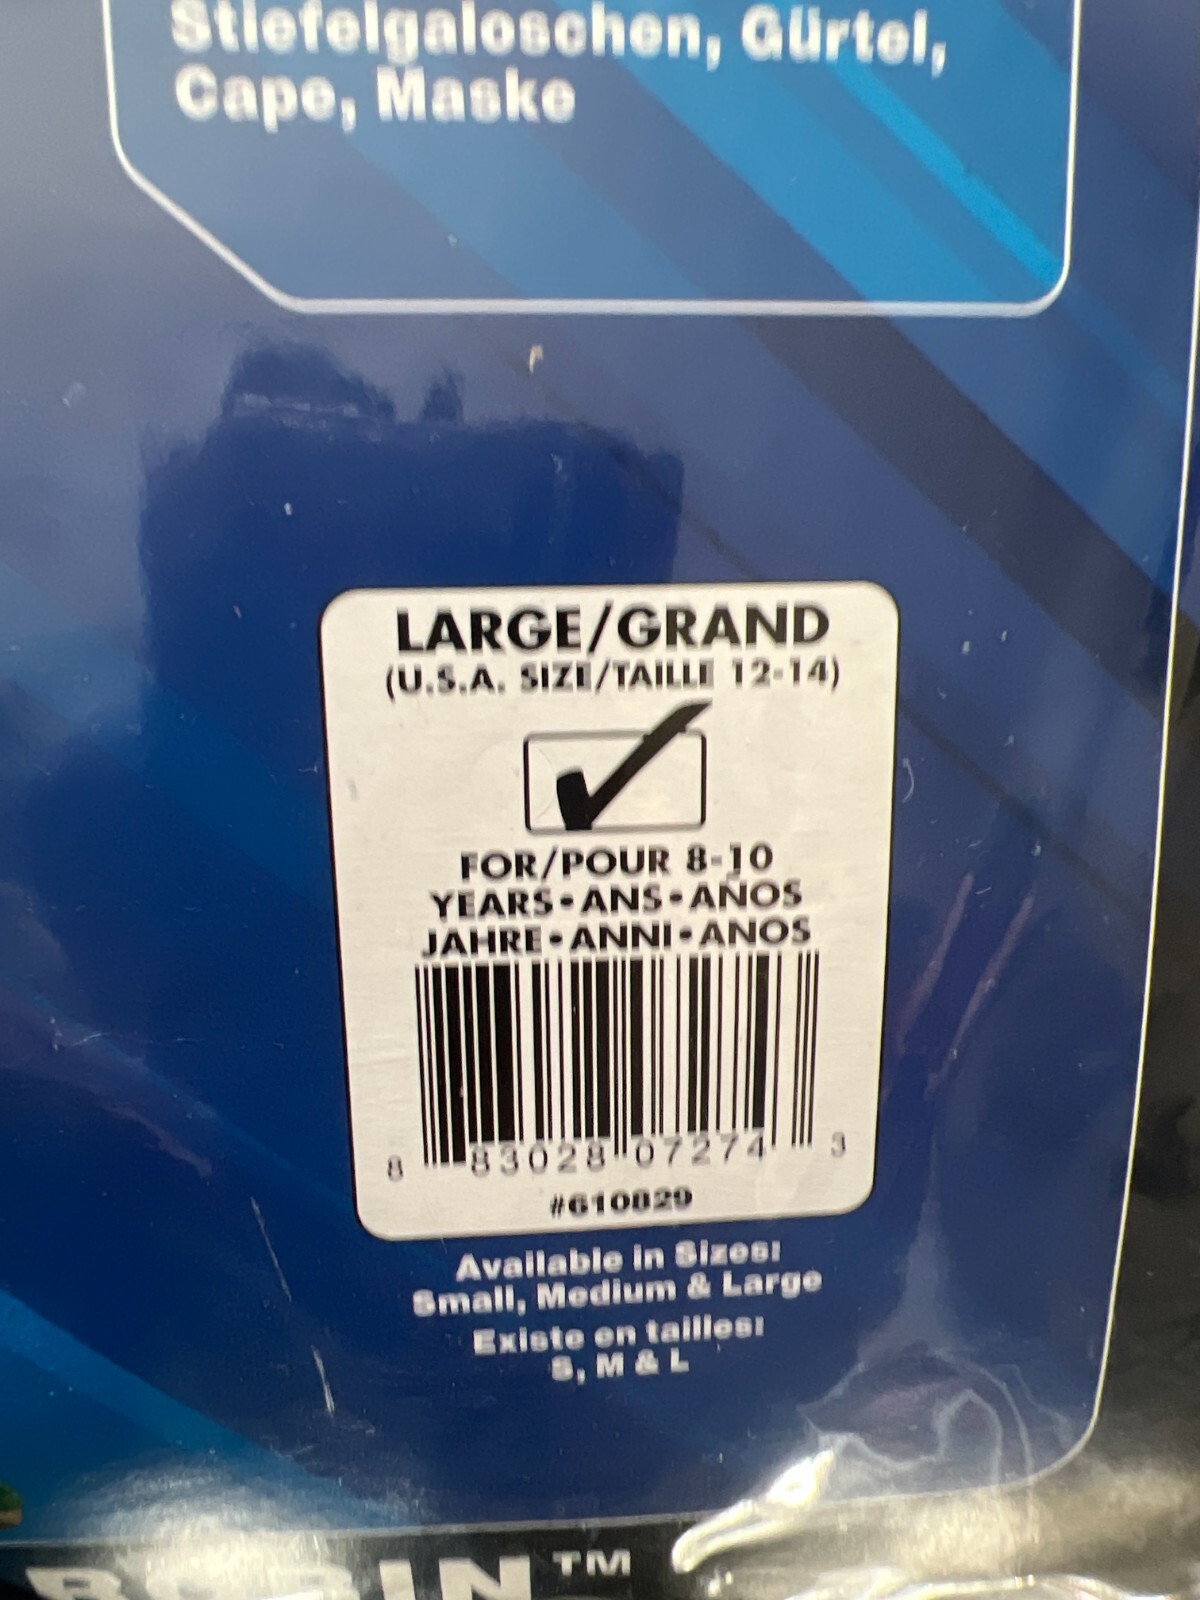 Stiefelgaloschen, Gürtel,
Cape, Maske
LARGE/GRAND
(U.S.A. SIZE/TAILLE 12-14)
FOR/POUR 8-10
YEARS•ANS•AÑOS
JAHRE•ANNI•ANOS
8 83028 07274 3
#610829
Available in Sizes:
Small, Medium & Large
Existe en tailles:
S, M & L
ROBIN™